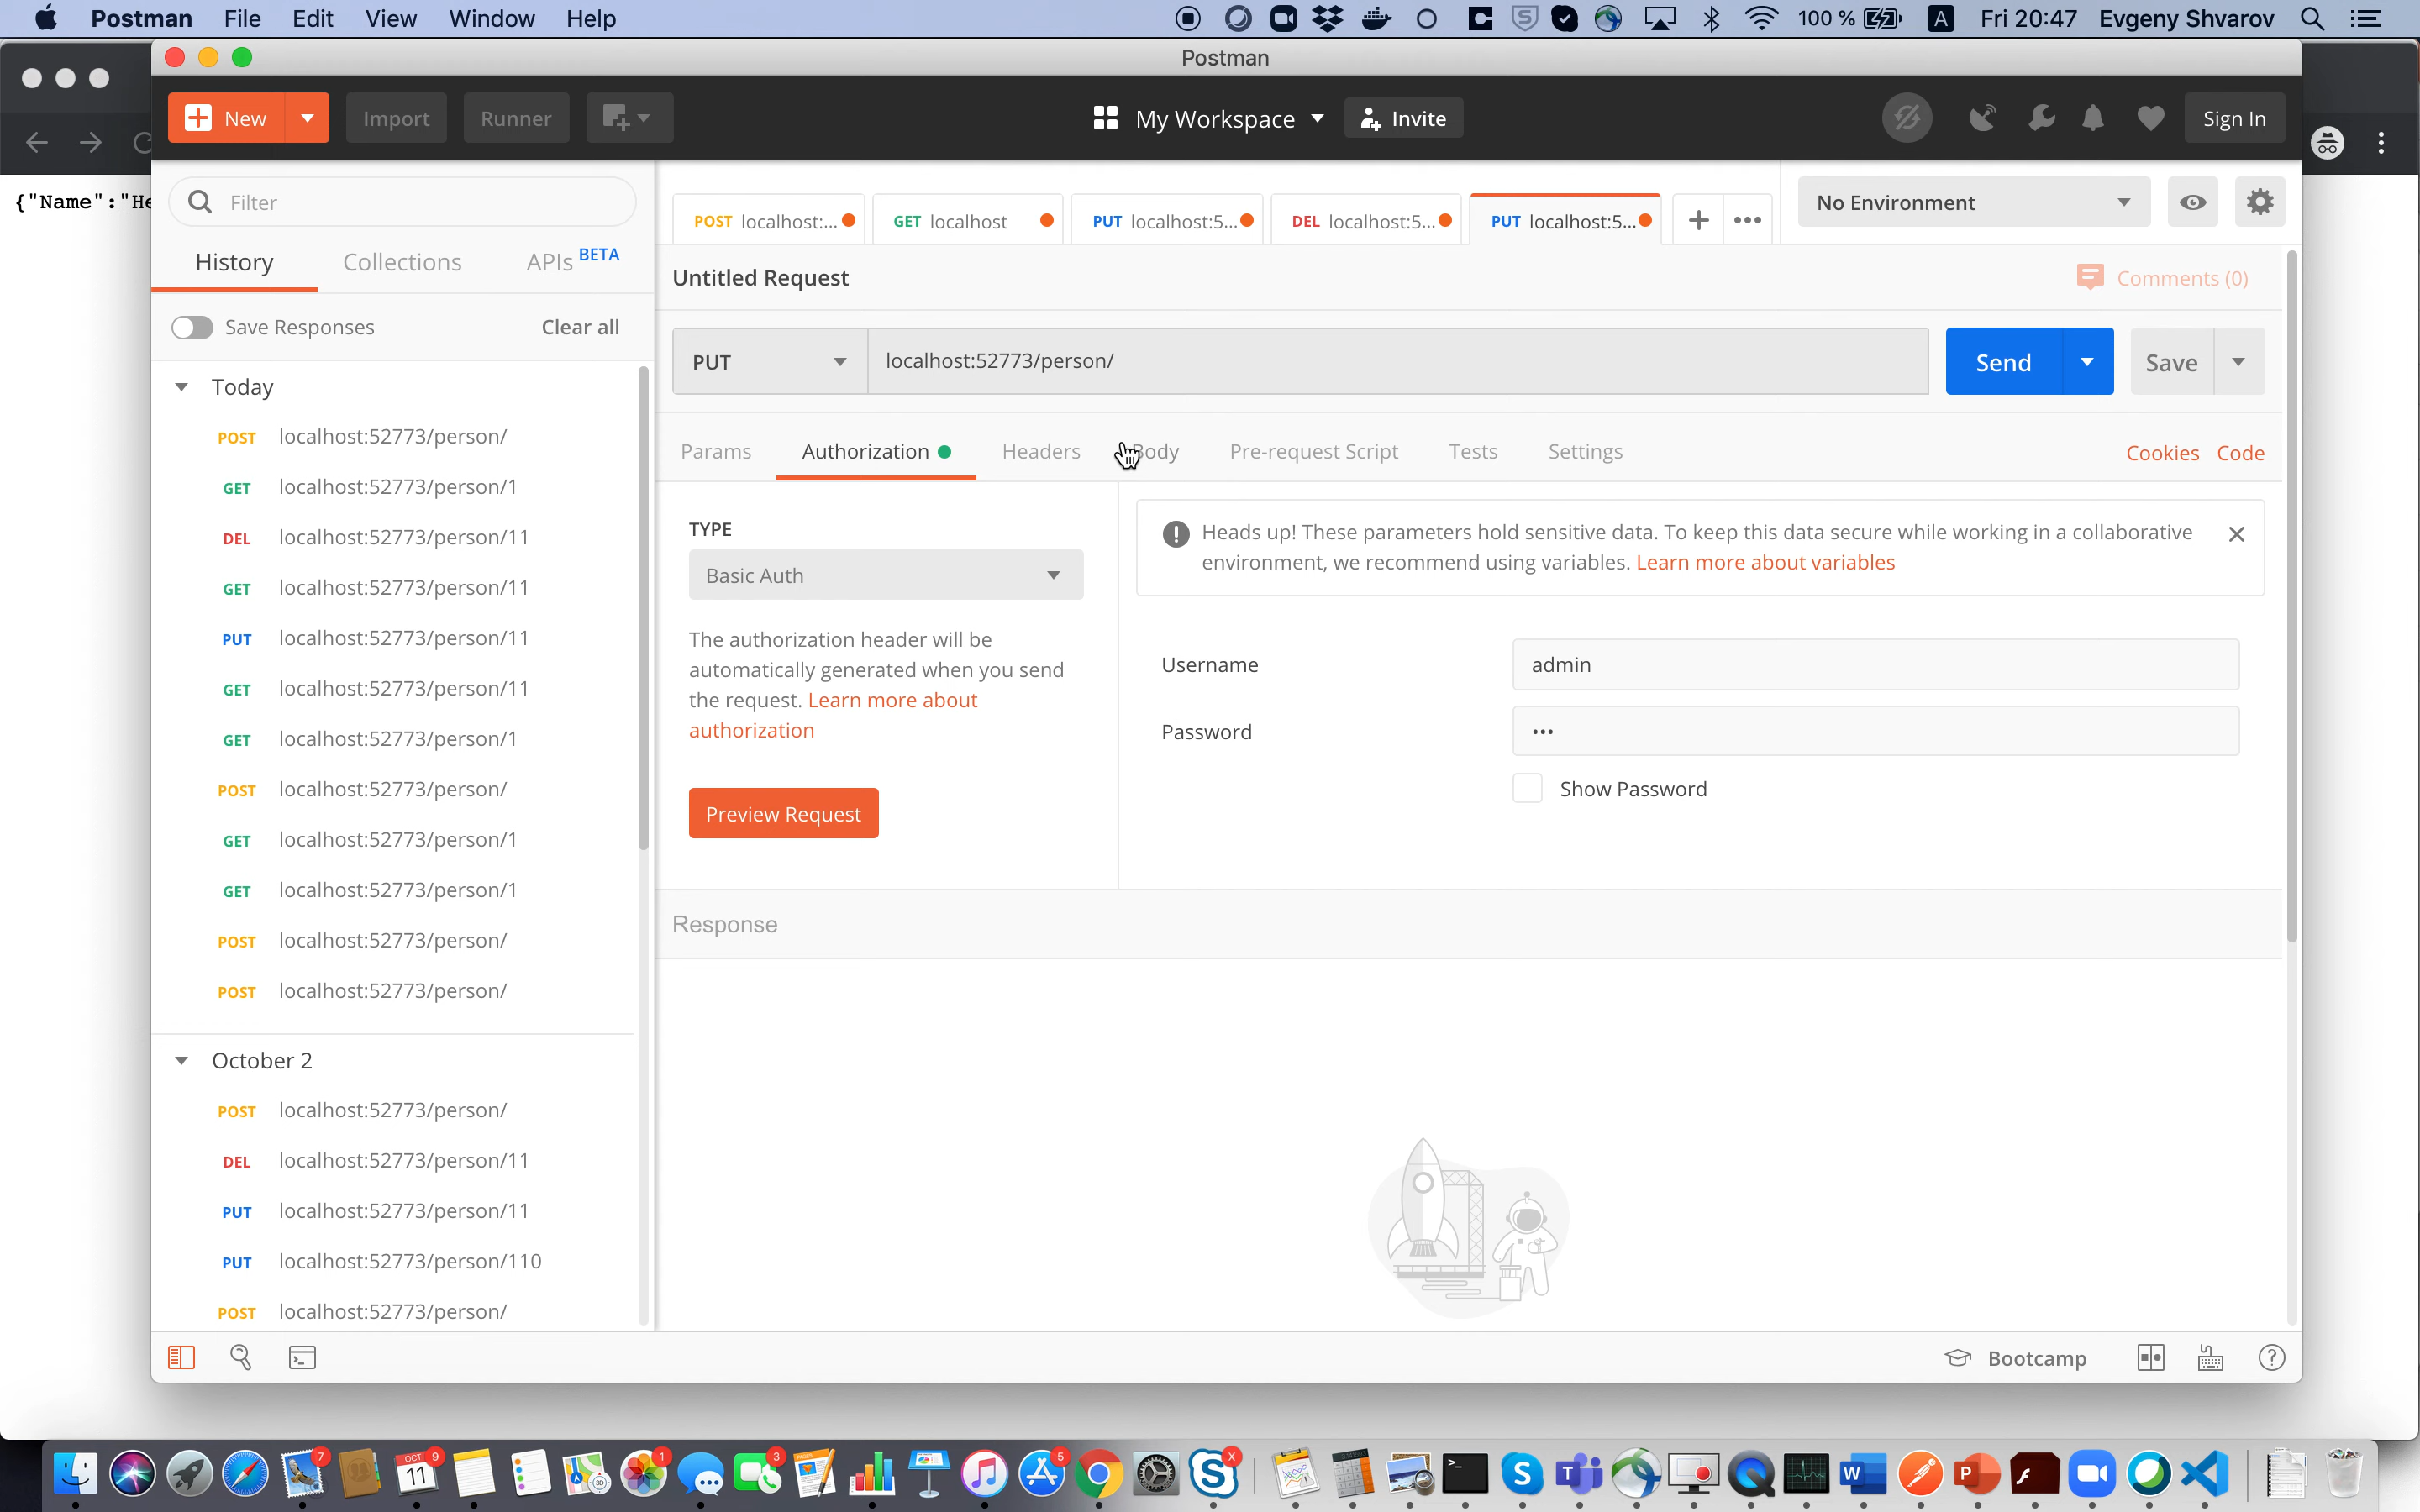 Postman File Edit View Window Help 100 % A Fri 20:47 Evgeny Shvarov
Postman
New Import Runner My Workspace Invite Sign In
{"Name":"He
Filter
POST localhost:... GET localhost PUT localhost:5... DEL localhost:5... PUT localhost:5... No Environment
History Collections APIs BETA
Untitled Request Comments (0)
Save Responses Clear all
PUT localhost:52773/person/ Send Save
Today
POST localhost:52773/person/
GET localhost:52773/person/1
DEL localhost:52773/person/11
GET localhost:52773/person/11
PUT localhost:52773/person/11
GET localhost:52773/person/11
GET localhost:52773/person/1
POST localhost:52773/person/
GET localhost:52773/person/1
GET localhost:52773/person/1
POST localhost:52773/person/
POST localhost:52773/person/
October 2
POST localhost:52773/person/
DEL localhost:52773/person/11
PUT localhost:52773/person/11
PUT localhost:52773/person/110
POST localhost:52773/person/
Params Authorization Headers Body Pre-request Script Tests Settings Cookies Code
TYPE
Basic Auth
The authorization header will be
automatically generated when you send
the request. Learn more about
authorization
Preview Request
Heads up! These parameters hold sensitive data. To keep this data secure while working in a collaborative
environment, we recommend using variables. Learn more about variables
Username admin
Password •••
Show Password
Response
Bootcamp
7 OCT 11 9 1 3 5 X